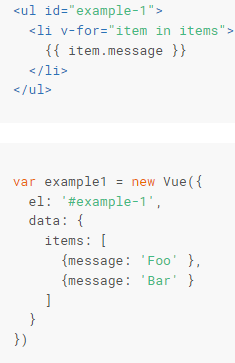 <ul id="example-1">
  <li v-for="item in items">
    {{ item.message }}
  </li>
</ul>
var example1 = new Vue({
  el: '#example-1',
  data: {
    items: [
      {message: 'Foo' },
      {message: 'Bar' }
    ]
  }
})